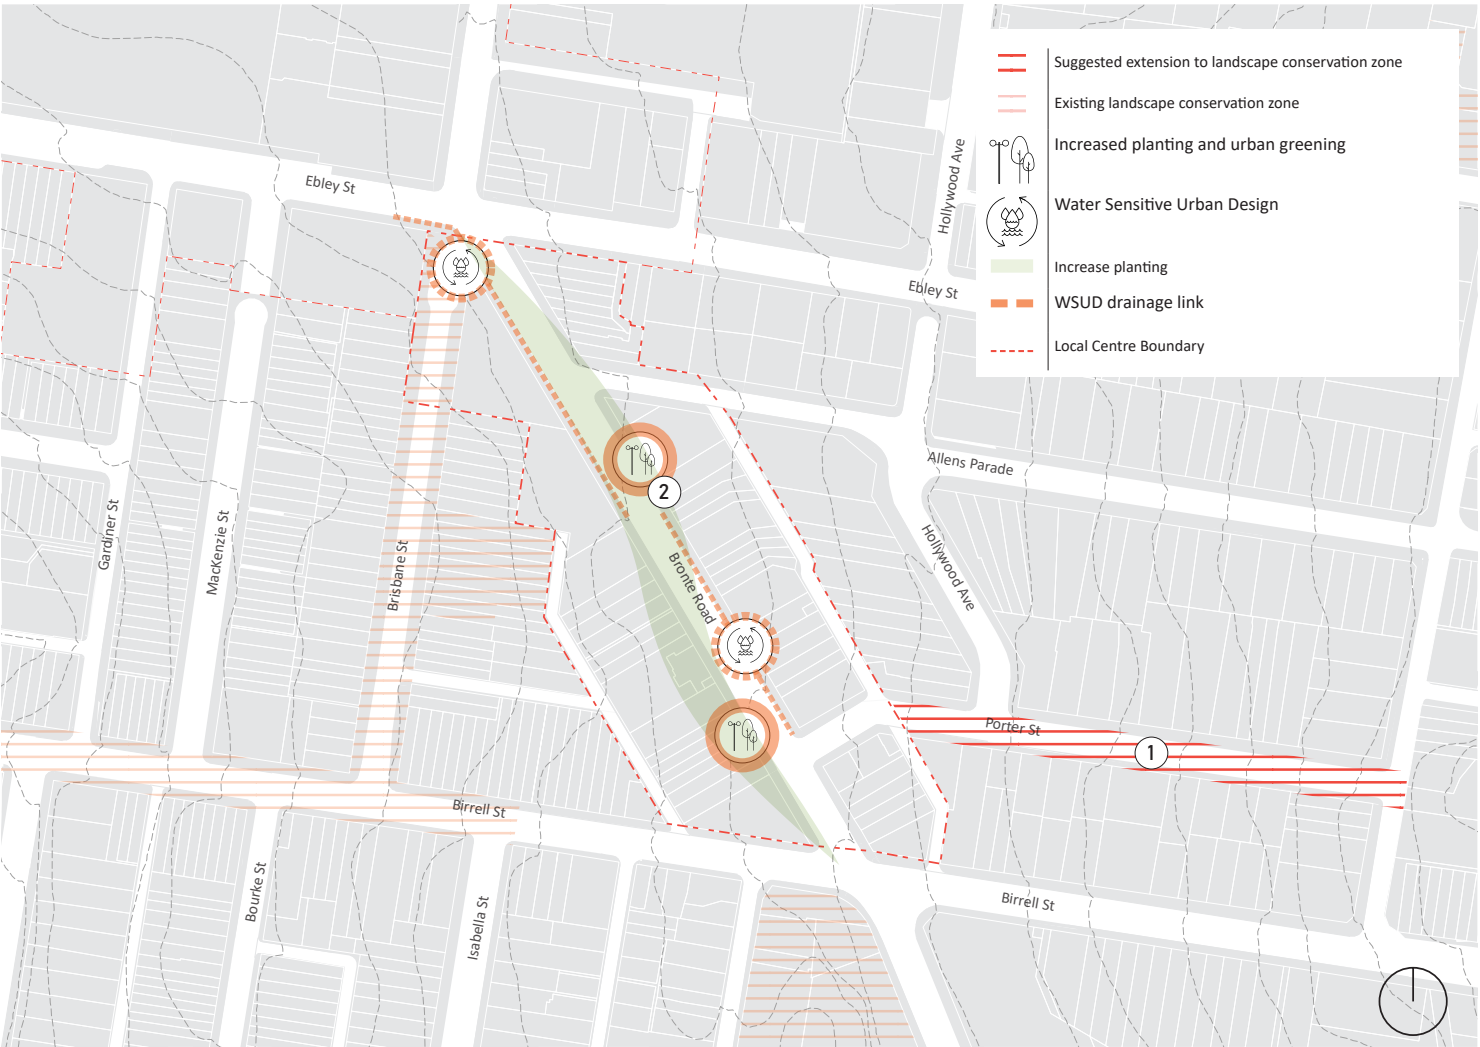 Suggested extension to landscape conservation zone
Existing landscape conservation zone
Increased planting and urban greening
Water Sensitive Urban Design
Increase planting
WSUD drainage link
Local Centre Boundary
Ebley St
Hollywood Ave
Ebley St
Allens Parade
2
Gardiner St
MacKenzie St
Brisbane St
Bronte Road
Hollywood Ave
Porter St
1
Birrell St
Bourke St
Isabella St
Birrell St